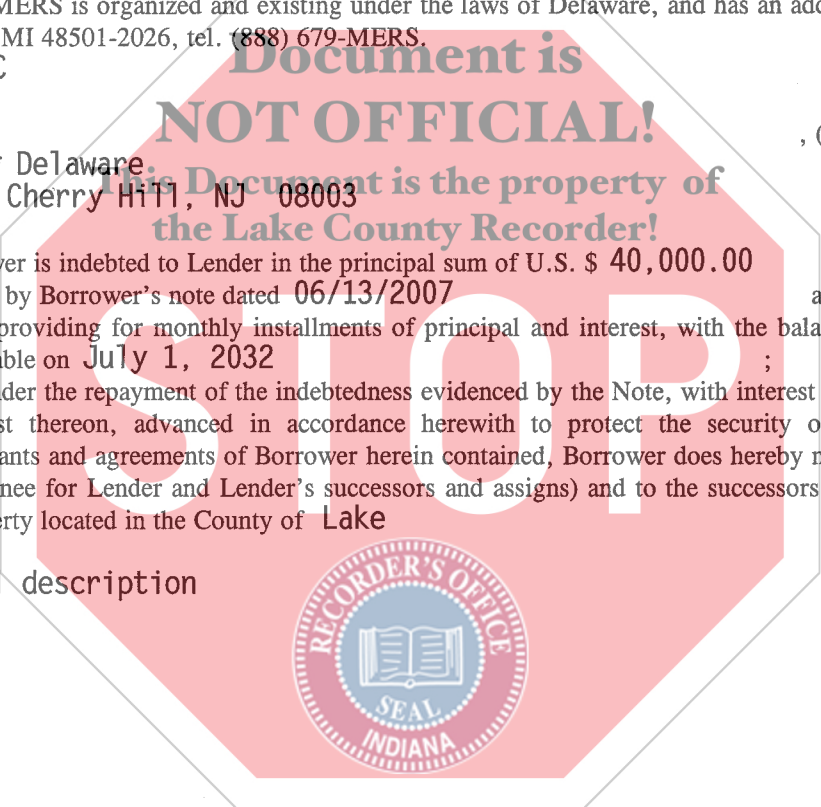 MERS is organized and existing under the laws of Delaware, and has an add
MI 48501-2026, tel. (888) 679-MERS.
Document is
C
NOT OFFICIAL!
, (
Delaware
This Document is the property of
Cherry Hill, NJ 08003
the Lake County Recorder!
ver is indebted to Lender in the principal sum of U.S. $ 40,000.00
by Borrower's note dated 06/13/2007 a
providing for monthly installments of principal and interest, with the bala
able on July 1, 2032 ;
der the repayment of the indebtedness evidenced by the Note, with interest
st thereon, advanced in accordance herewith to protect the security o
ants and agreements of Borrower herein contained, Borrower does hereby m
nee for Lender and Lender's successors and assigns) and to the successors
erty located in the County of Lake
STOP
description
RECORDER'S OFFICE
SEAL
INDIANA